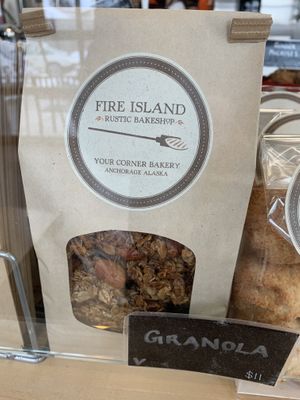 FIRE ISLAND
RUSTIC BAKESHOP
YOUR CORNER BAKERY
ANCHORAGE ALASKA
GRANOLA
$11